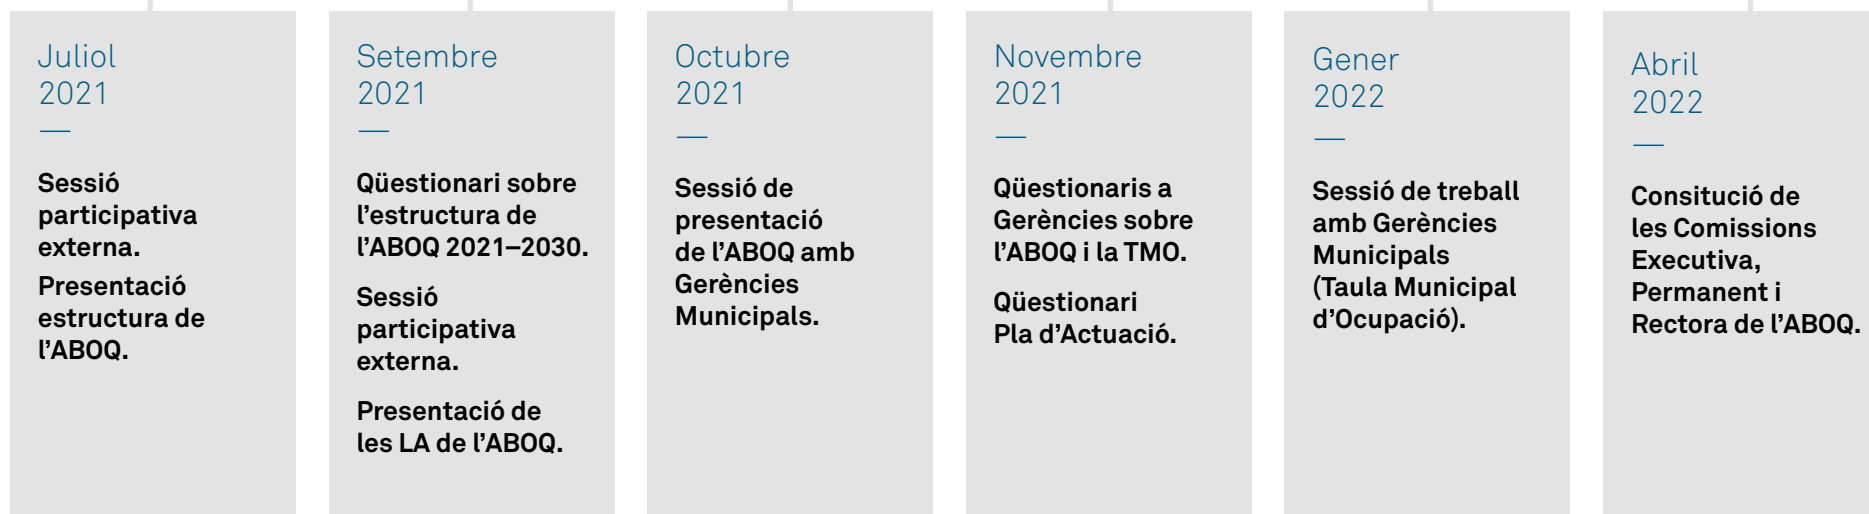 Juliol
2021
—
Sessió
participativa
externa.
Presentació
estructura de
l’ABOQ.
Setembre
2021
—
Qüestionari sobre
l’estructura de
l’ABOQ 2021–2030.
Sessió
participativa
externa.
Presentació de
les LA de l’ABOQ.
Octubre
2021
—
Sessió de
presentació
de l’ABOQ amb
Gerències
Municipals.
Novembre
2021
—
Qüestionaris a
Gerències sobre
l’ABOQ i la TMO.
Qüestionari
Pla d’Actuació.
Gener
2022
—
Sessió de treball
amb Gerències
Municipals
(Taula Municipal
d’Ocupació).
Abril
2022
—
Consitució de
les Comissions
Executiva,
Permanent i
Rectora de l’ABOQ.